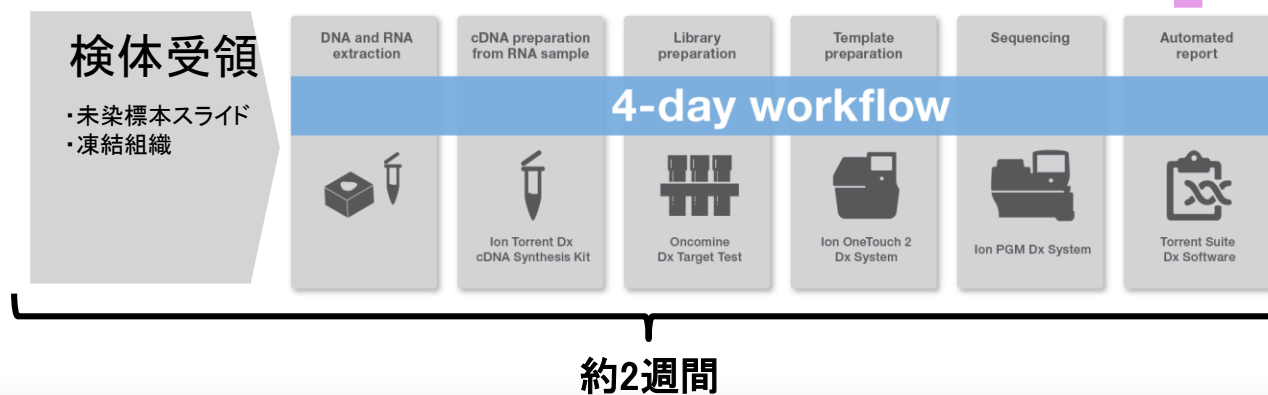 検体受領
・未染標本スライド
・凍結組織
DNA and RNA
extraction
cDNA preparation
from RNA sample
Library
preparation
Template
preparation
Sequencing
Automated
report
4-day workflow
Ion Torrent Dx
cDNA Synthesis Kit
Oncomine
Dx Target Test
Ion OneTouch 2
Dx System
Ion PGM Dx System
Torrent Suite
Dx Software
約2週間